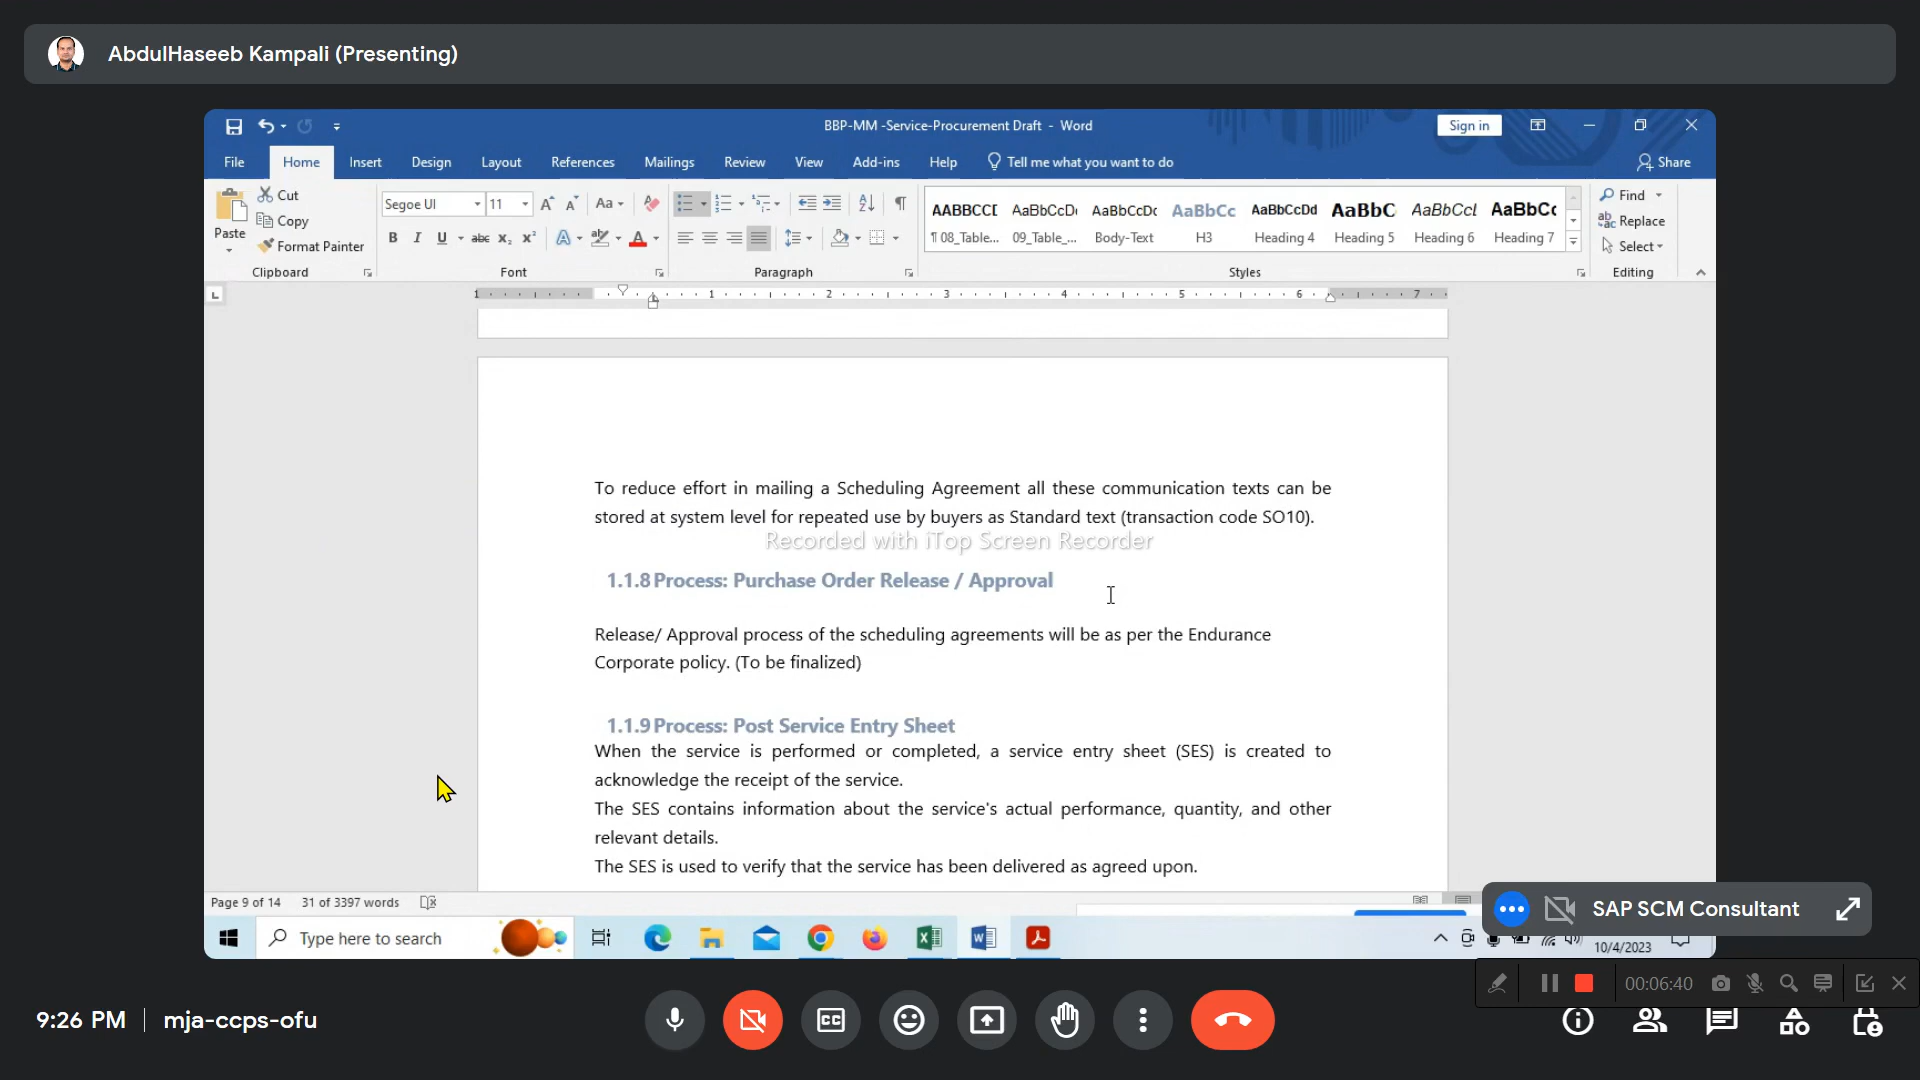 AbdulHaseeb Kampali (Presenting)
BBP-MM -Service-Procurement Draft - Word
Sign in
File Home Insert Design Layout References Mailings Review View Add-ins Help Tell me what you want to do Share
Paste
Cut
Copy
Format Painter
Clipboard
Segoe UI 11
Font
Paragraph
AABBCCI AaBbCcDc AaBbCcDc AaBbCc AaBbCcDd AaBbC AaBbCcL AaBbCc
¶ 08_Table... 09_Table_... Body-Text H3 Heading 4 Heading 5 Heading 6 Heading 7
Styles
Find
Replace
Select
Editing
1 1 2 3 4 5 6 7
To reduce effort in mailing a Scheduling Agreement all these communication texts can be
stored at system level for repeated use by buyers as Standard text (transaction code SO10).
Recorded with iTop Screen Recorder
1.1.8 Process: Purchase Order Release / Approval
Release/ Approval process of the scheduling agreements will be as per the Endurance
Corporate policy. (To be finalized)
1.1.9 Process: Post Service Entry Sheet
When the service is performed or completed, a service entry sheet (SES) is created to
acknowledge the receipt of the service.
The SES contains information about the service's actual performance, quantity, and other
relevant details.
The SES is used to verify that the service has been delivered as agreed upon.
Page 9 of 14 31 of 3397 words
SAP SCM Consultant
Type here to search
10/4/2023
00:06:40
9:26 PM | mja-ccps-ofu